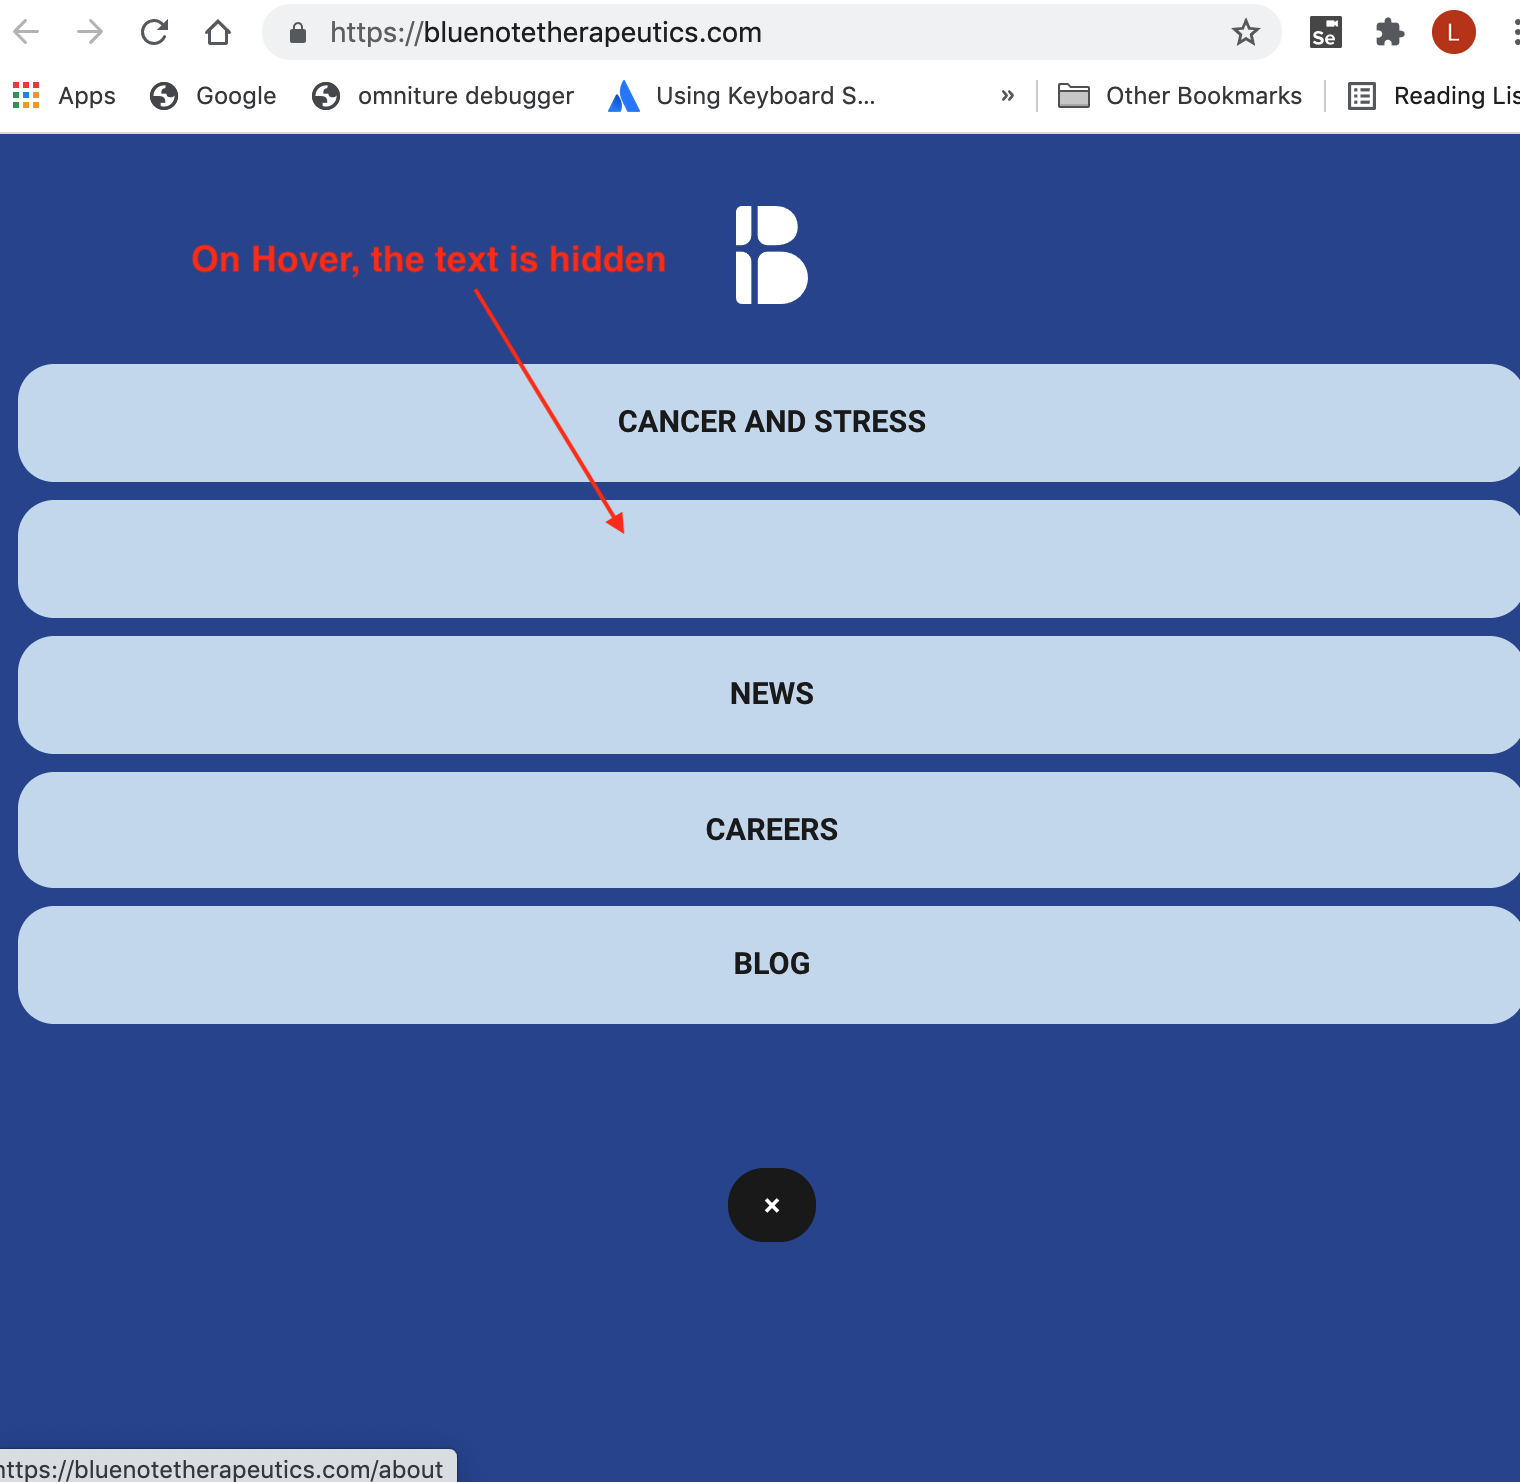 https://bluenotetherapeutics.com
Se
L
Apps Google omniture debugger Using Keyboard S... » Other Bookmarks Reading Lis
On Hover, the text is hidden
B
CANCER AND STRESS
NEWS
CAREERS
BLOG
×
https://bluenotetherapeutics.com/about